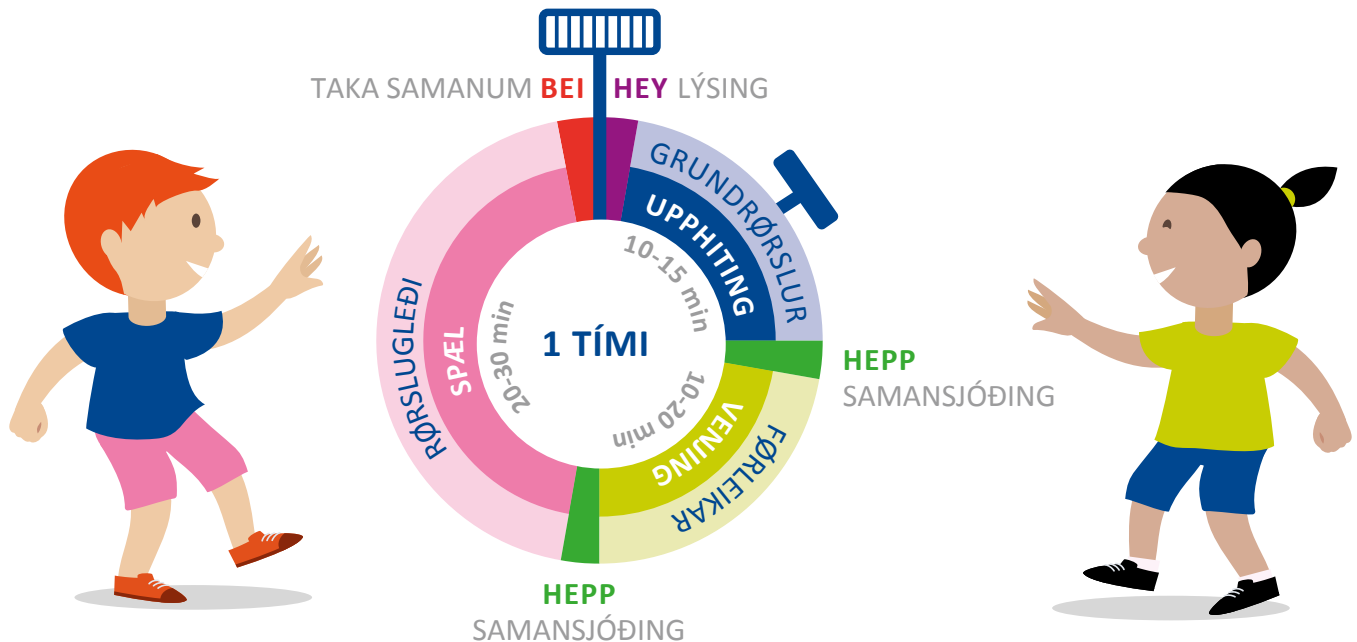 TAKA SAMANUM BEI
HEY LÝSING
GRUNDRØRSLUR
UPPHITING
10-15 min
1 TÍMI
HEPP
SAMANSJÓÐING
10-20 min
VENJING
FØRLEIKAR
HEPP
SAMANSJÓÐING
20-30 min
SPÆL
RØRSLUGLEÐI